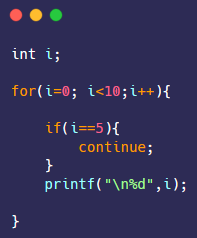 int i;
for(i=0; i<10;i++){
if(i==5){
continue;
}
printf("\n%d",i);
}